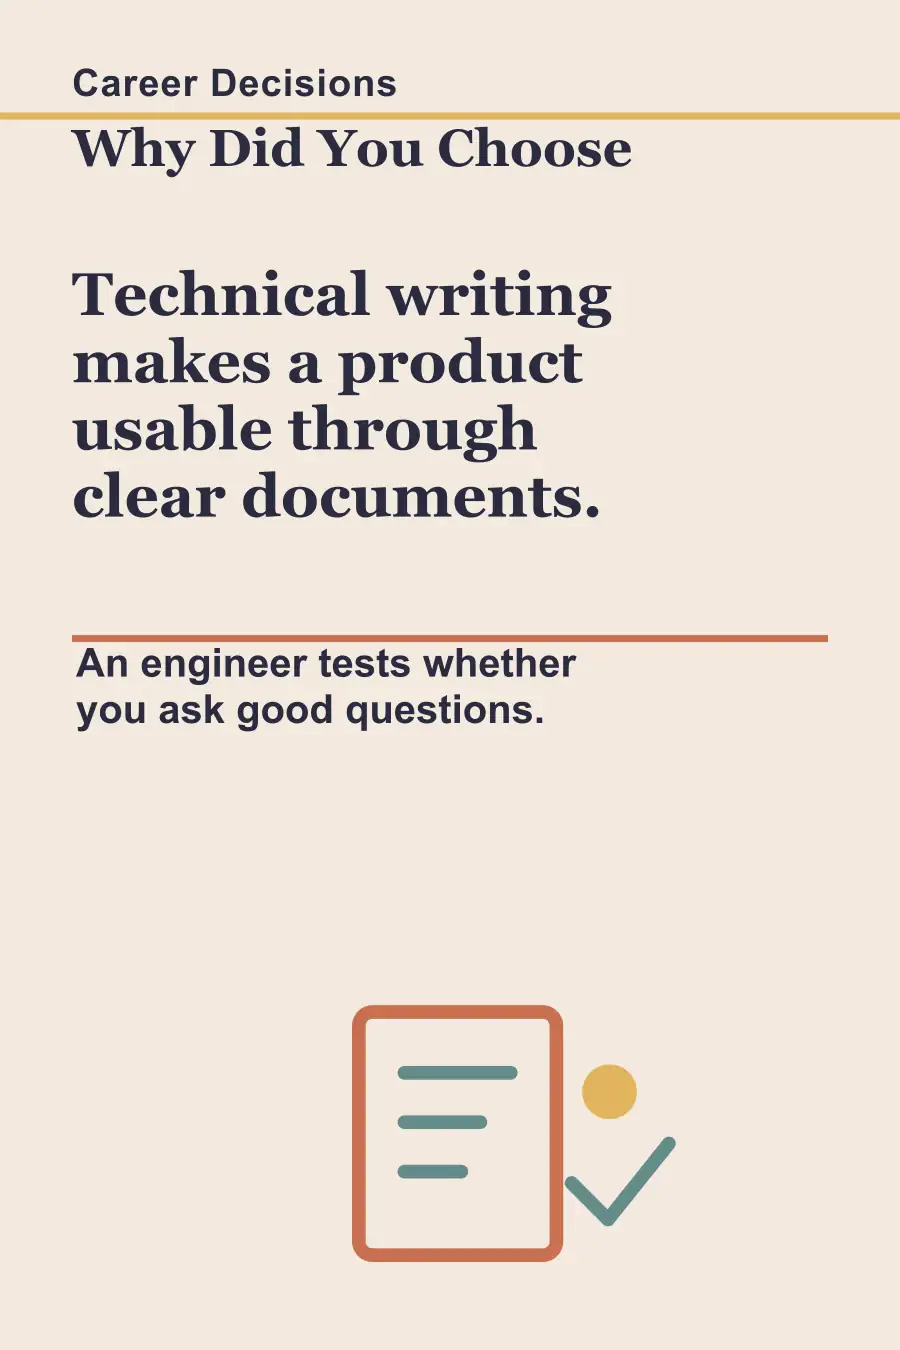 Career Decisions
Why Did You Choose
Technical writing
makes a product
usable through
clear documents.
An engineer tests whether
you ask good questions.